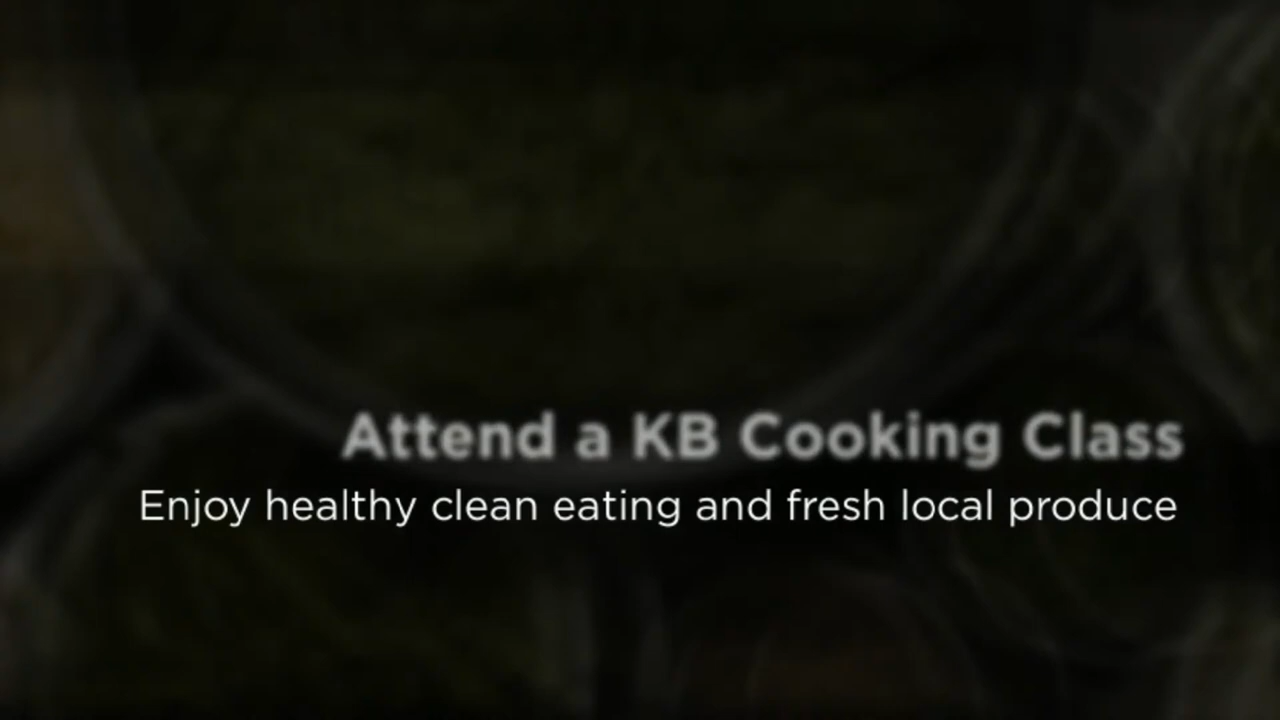 Attend a KB Cooking Class
Enjoy healthy clean eating and fresh local produce